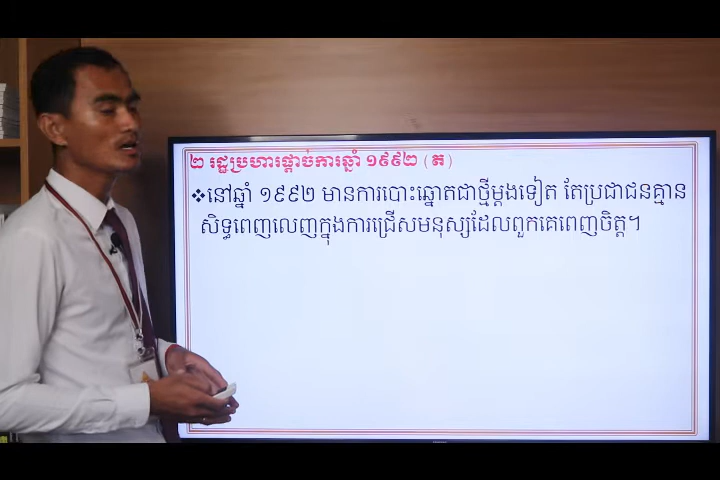 ២ រដ្ឋប្រហារផ្ដាច់ការឆ្នាំ ១៩៩២ (ត)
❖នៅឆ្នាំ ១៩៩២ មានការបោះឆ្នោតជាថ្មីម្ដងទៀត តែប្រជាជនគ្មាន
សិទ្ធពេញលេញក្នុងការជ្រើសមនុស្សដែលពួកគេពេញចិត្ត។